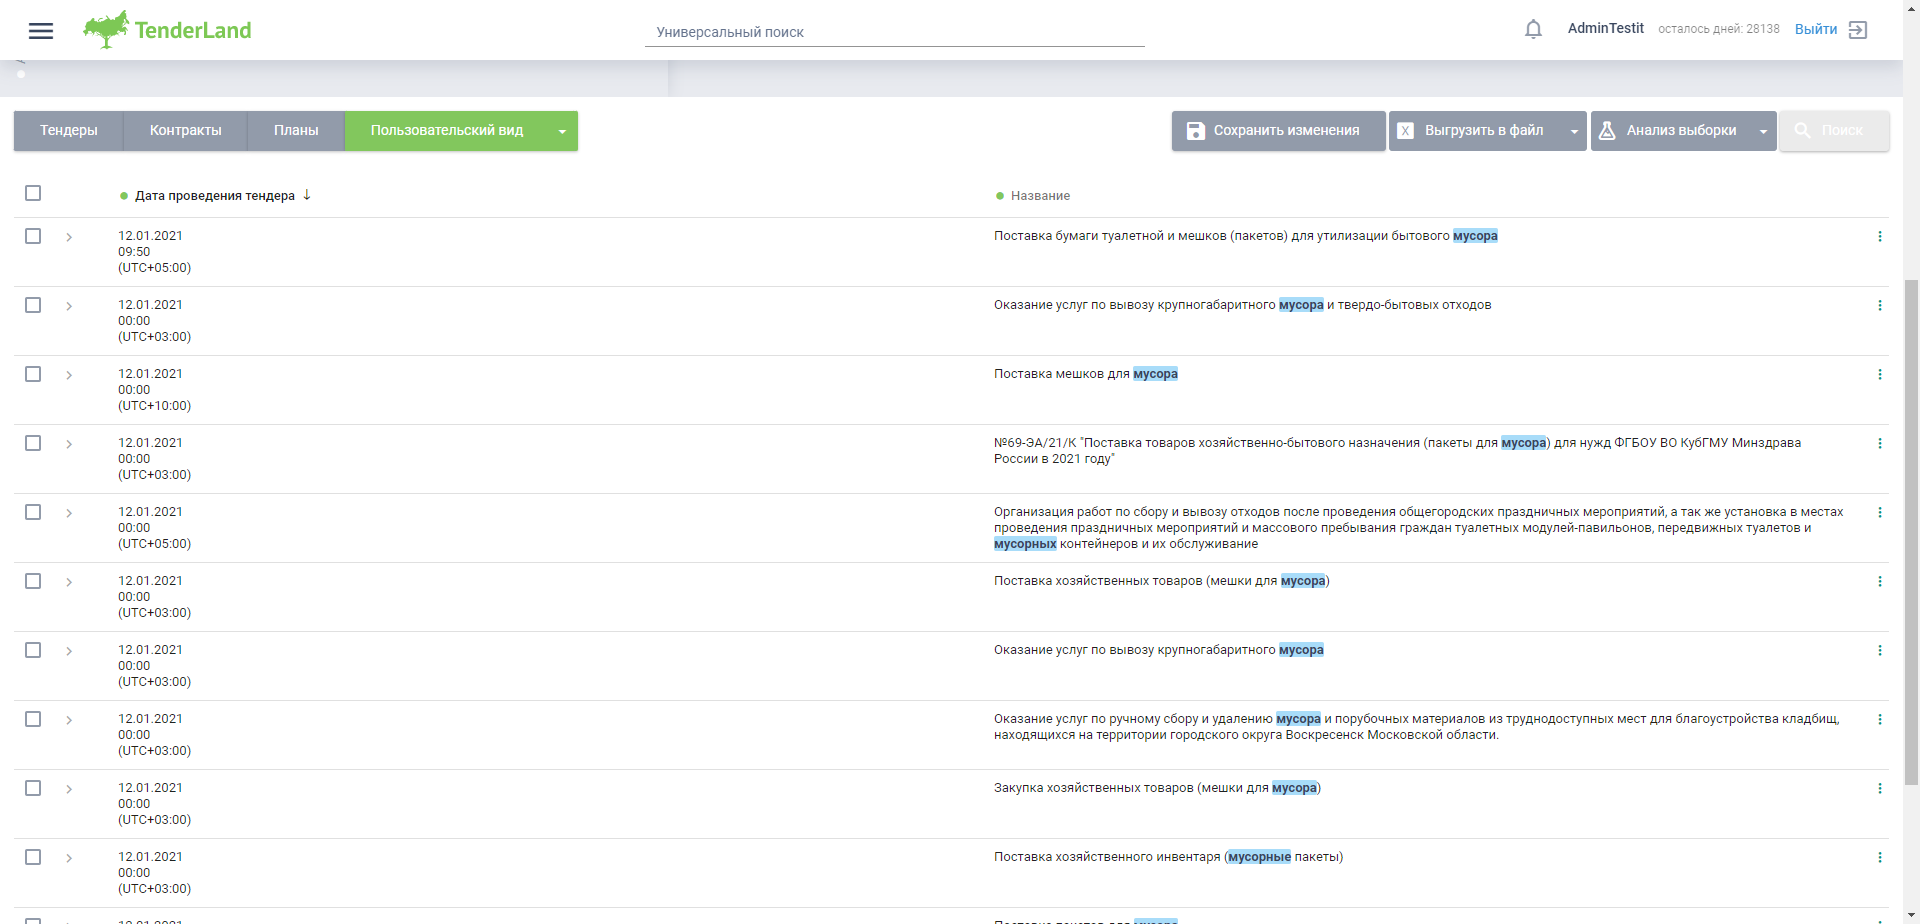 TenderLand
Универсальный поиск
AdminTestit
осталось дней: 28138
Выйти
Тендеры
Контракты
Планы
Пользовательский вид
Сохранить изменения
X
Выгрузить в файл
Анализ выборки
Поиск
Дата проведения тендера
Название
12.01.2021
09:50
(UTC+05:00)
Поставка бумаги туалетной и мешков (пакетов) для утилизации бытового мусора
12.01.2021
00:00
(UTC+03:00)
Оказание услуг по вывозу крупногабаритного мусора и твердо-бытовых отходов
12.01.2021
00:00
(UTC+10:00)
Поставка мешков для мусора
12.01.2021
00:00
(UTC+03:00)
№69-ЭА/21/К "Поставка товаров хозяйственно-бытового назначения (пакеты для мусора) для нужд ФГБОУ ВО КубГМУ Минздрава
России в 2021 году"
12.01.2021
00:00
(UTC+05:00)
Организация работ по сбору и вывозу отходов после проведения общегородских праздничных мероприятий, а так же установка в местах
проведения праздничных мероприятий и массового пребывания граждан туалетных модулей-павильонов, передвижных туалетов и
мусорных контейнеров и их обслуживание
12.01.2021
00:00
(UTC+03:00)
Поставка хозяйственных товаров (мешки для мусора)
12.01.2021
00:00
(UTC+03:00)
Оказание услуг по вывозу крупногабаритного мусора
12.01.2021
00:00
(UTC+03:00)
Оказание услуг по ручному сбору и удалению мусора и порубочных материалов из труднодоступных мест для благоустройства кладбищ,
находящихся на территории городского округа Воскресенск Московской области.
12.01.2021
00:00
(UTC+03:00)
Закупка хозяйственных товаров (мешки для мусора)
12.01.2021
00:00
(UTC+03:00)
Поставка хозяйственного инвентаря (мусорные пакеты)